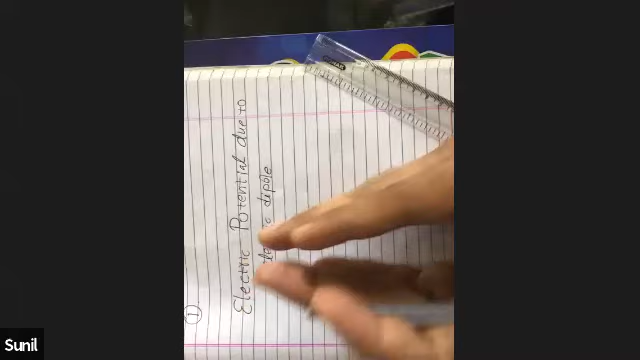 ①
Electric Potential due to
dipole
Sunil